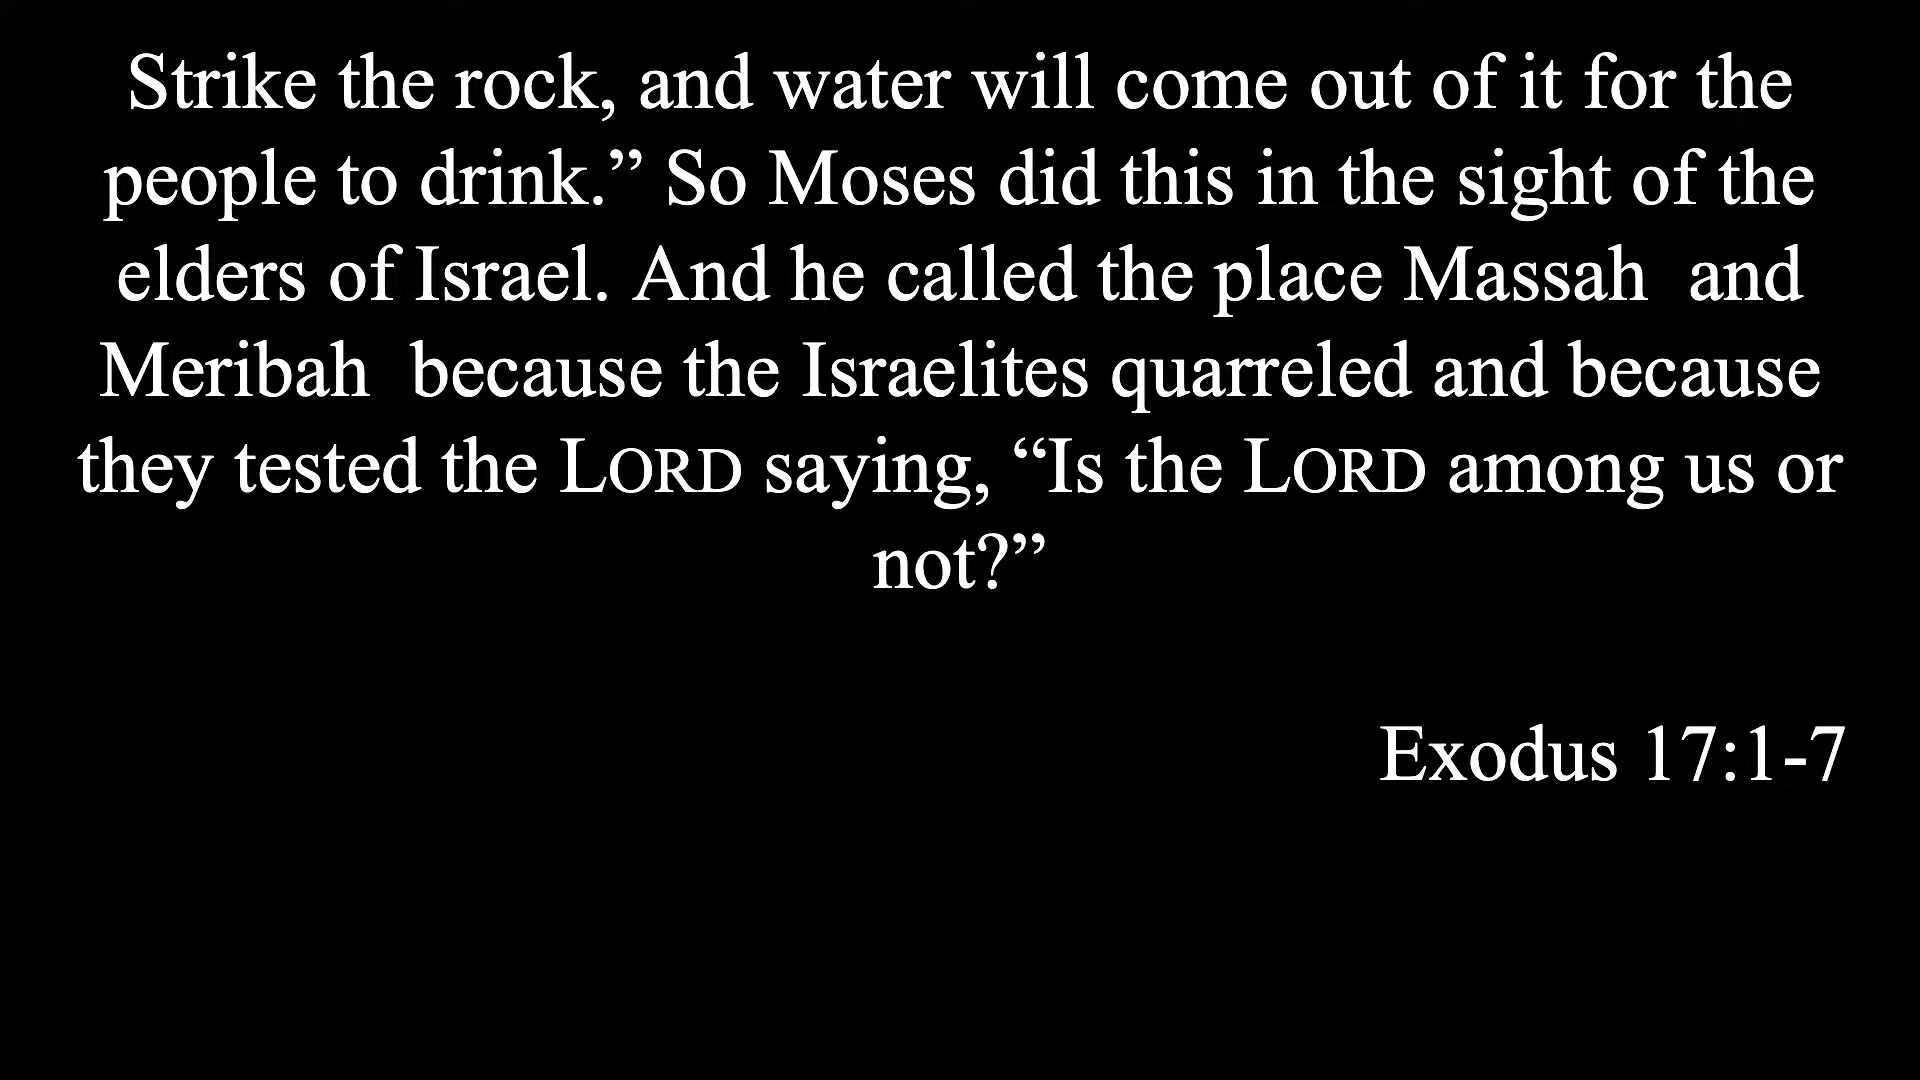 Strike the rock, and water will come out of it for the
people to drink.” So Moses did this in the sight of the
elders of Israel. And he called the place Massah  and
Meribah  because the Israelites quarreled and because
they tested the LORD saying, “Is the LORD among us or
not?”
Exodus 17:1-7